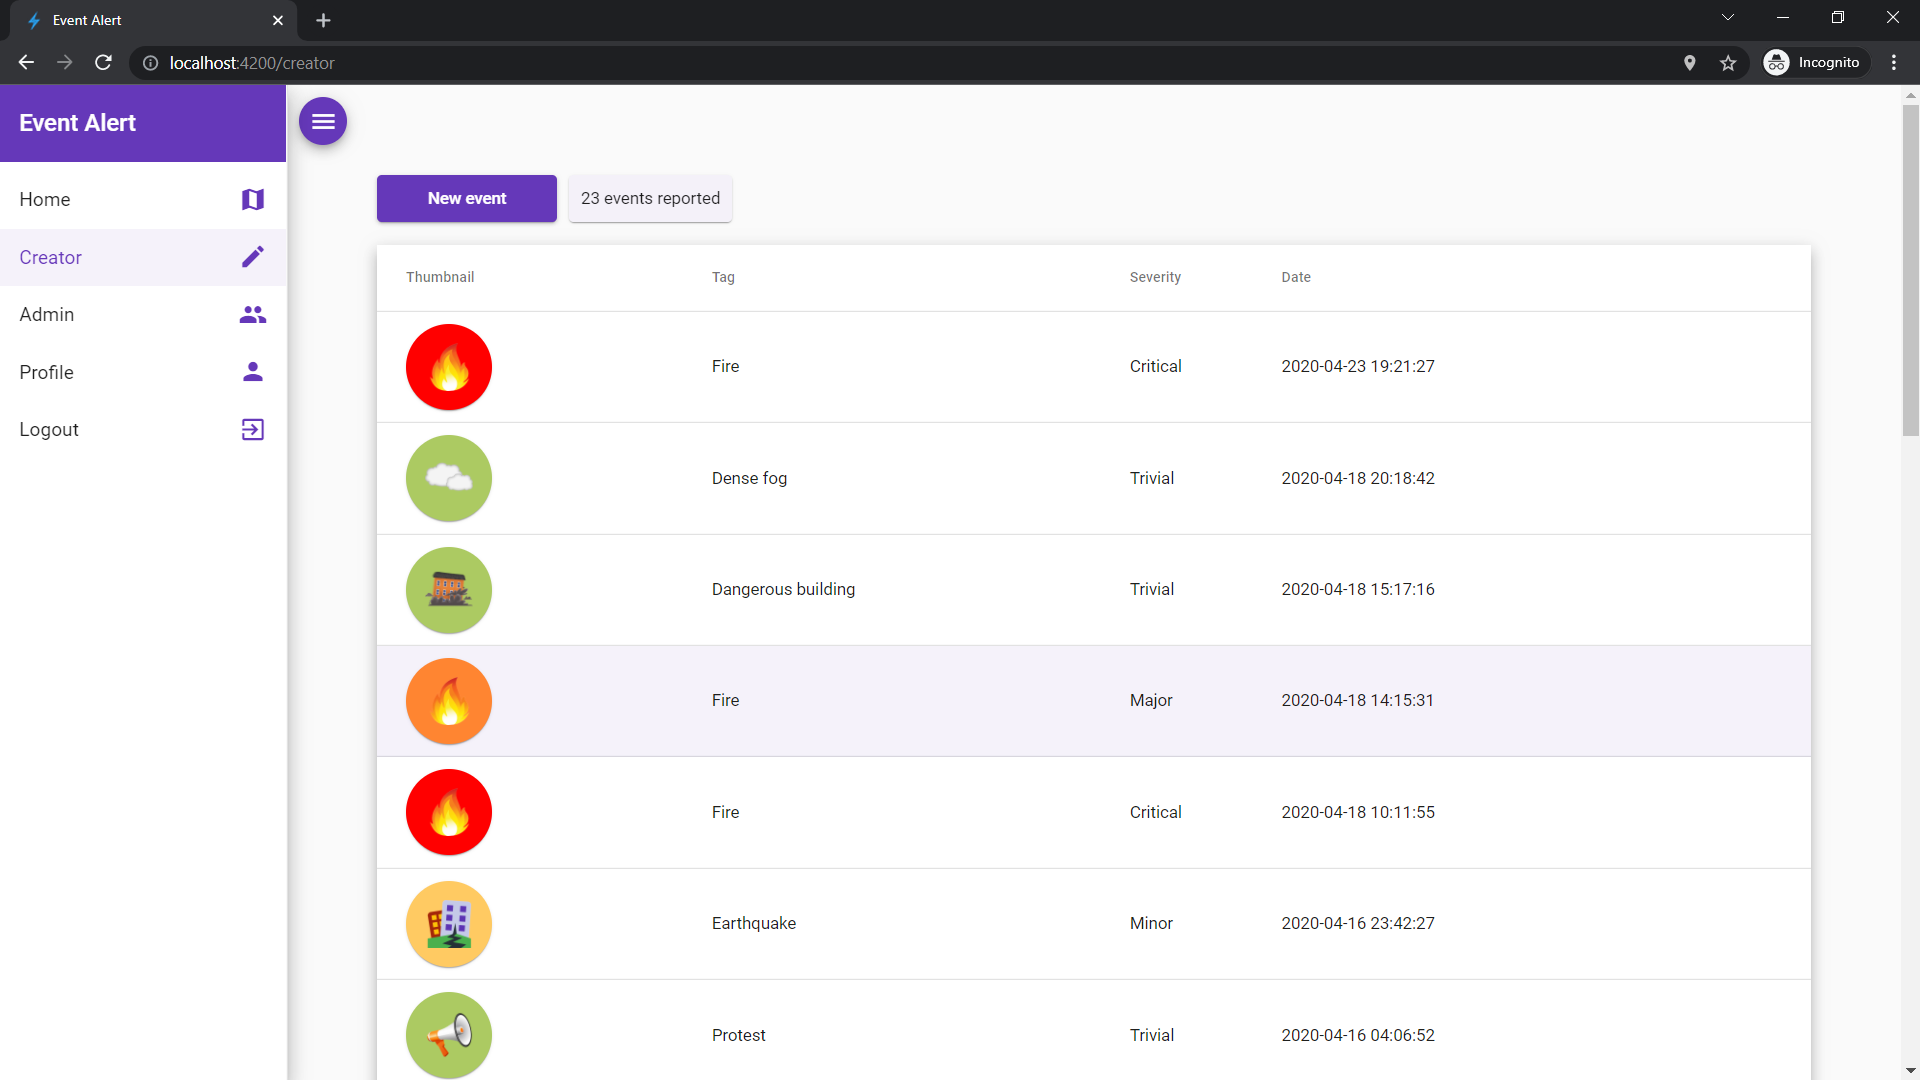 Event Alert
localhost:4200/creator
Incognito
Event Alert
Home
Creator
Admin
Profile
Logout
New event
23 events reported
Thumbnail Tag Severity Date
Fire Critical 2020-04-23 19:21:27
Dense fog Trivial 2020-04-18 20:18:42
Dangerous building Trivial 2020-04-18 15:17:16
Fire Major 2020-04-18 14:15:31
Fire Critical 2020-04-18 10:11:55
Earthquake Minor 2020-04-16 23:42:27
Protest Trivial 2020-04-16 04:06:52